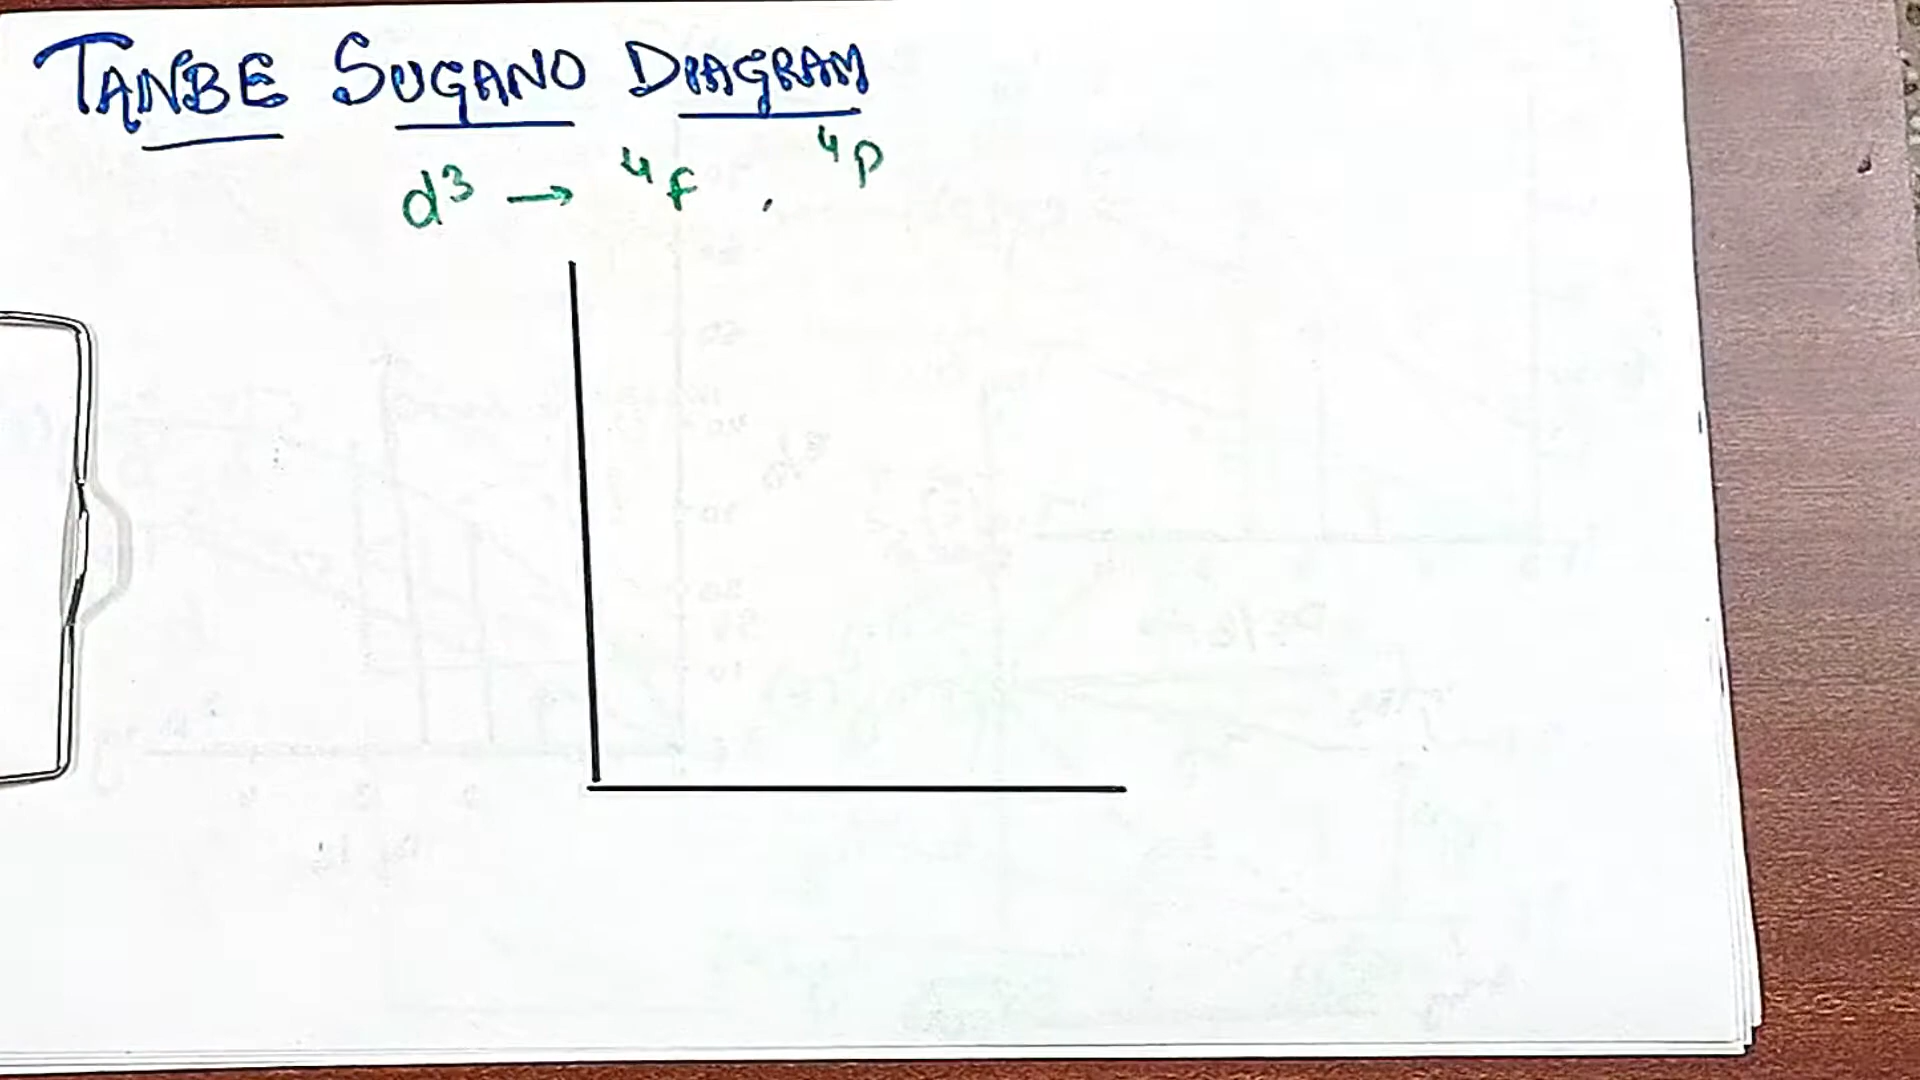 TANBE SUGANO DIAGRAM
d³ → ⁴F , ⁴P